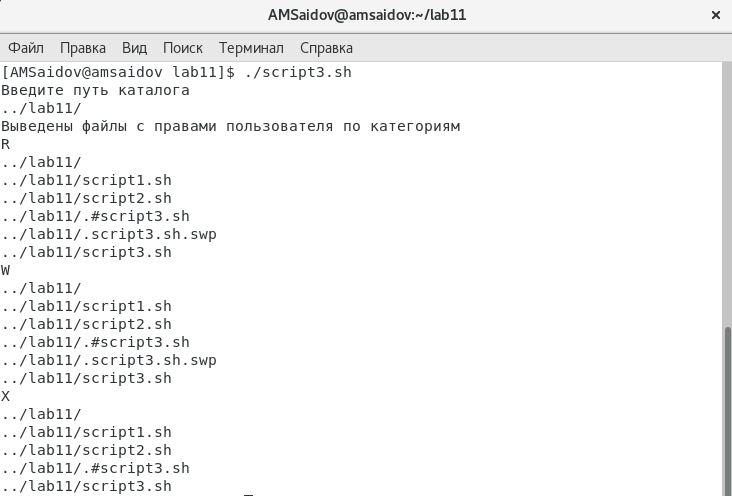 AMSaidov@amsaidov:~/lab11
Файл Правка Вид Поиск Терминал Справка
[AMSaidov@amsaidov lab11]$ ./script3.sh
Введите путь каталога
../lab11/
Выведены файлы с правами пользователя по категориям
R
../lab11/
../lab11/script1.sh
../lab11/script2.sh
../lab11/.#script3.sh
../lab11/.script3.sh.swp
../lab11/script3.sh
W
../lab11/
../lab11/script1.sh
../lab11/script2.sh
../lab11/.#script3.sh
../lab11/.script3.sh.swp
../lab11/script3.sh
X
../lab11/
../lab11/script1.sh
../lab11/script2.sh
../lab11/.#script3.sh
../lab11/script3.sh